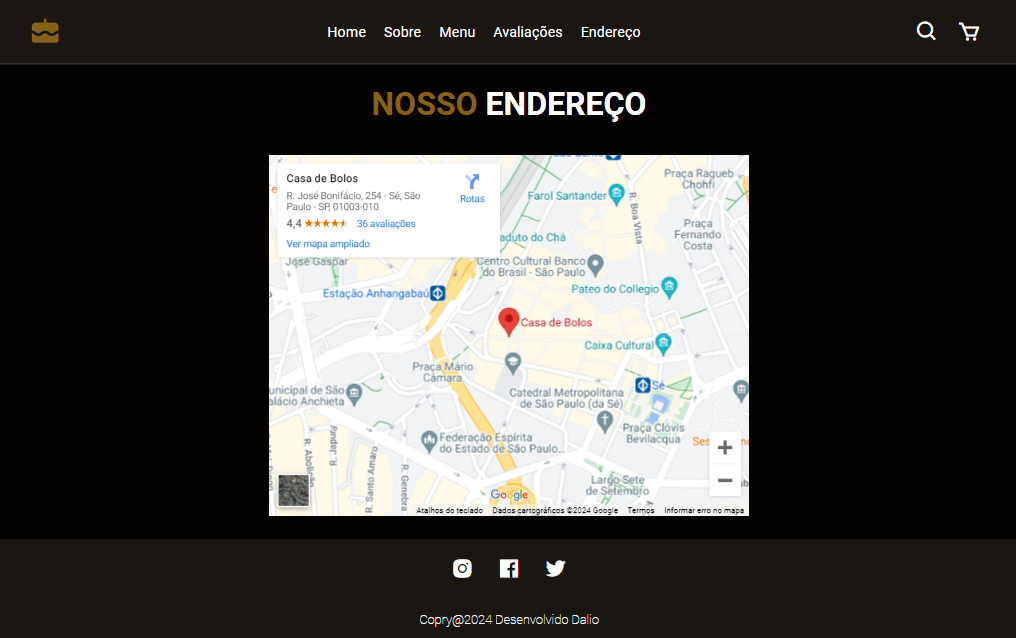 Home Sobre Menu Avaliações Endereço
NOSSO ENDEREÇO
Casa de Bolos
R. José Bonifácio, 254 - Sé, São
Paulo - SP, 01003-010
Rotas
4,4 36 avaliações
Ver mapa ampliado
José Gaspar
Farol Santander
R. Boa Vista
Praça Ragueb
Chohfi
Praça
Fernando
Costa
aduto do Chá
Centro Cultural Banco
do Brasil - São Paulo
Estação Anhangabaú
Pateo do Collegio
Casa de Bolos
Caixa Cultural
Praça Mário
Câmara
Sé
unicipal de São
alácio Anchieta
Catedral Metropolitana
de São Paulo (da Sé)
Praça Clóvis
Bevilacqua
Federação Espírita
do Estado de São Paulo...
R. Abolição
R. Japurá
R. Santo Amaro
R. Genebra
Largo Sete
de Setembro
Google
Atalhos do teclado Dados cartográficos ©2024 Google Termos Informar erro no mapa
Copry@2024 Desenvolvido Dalio